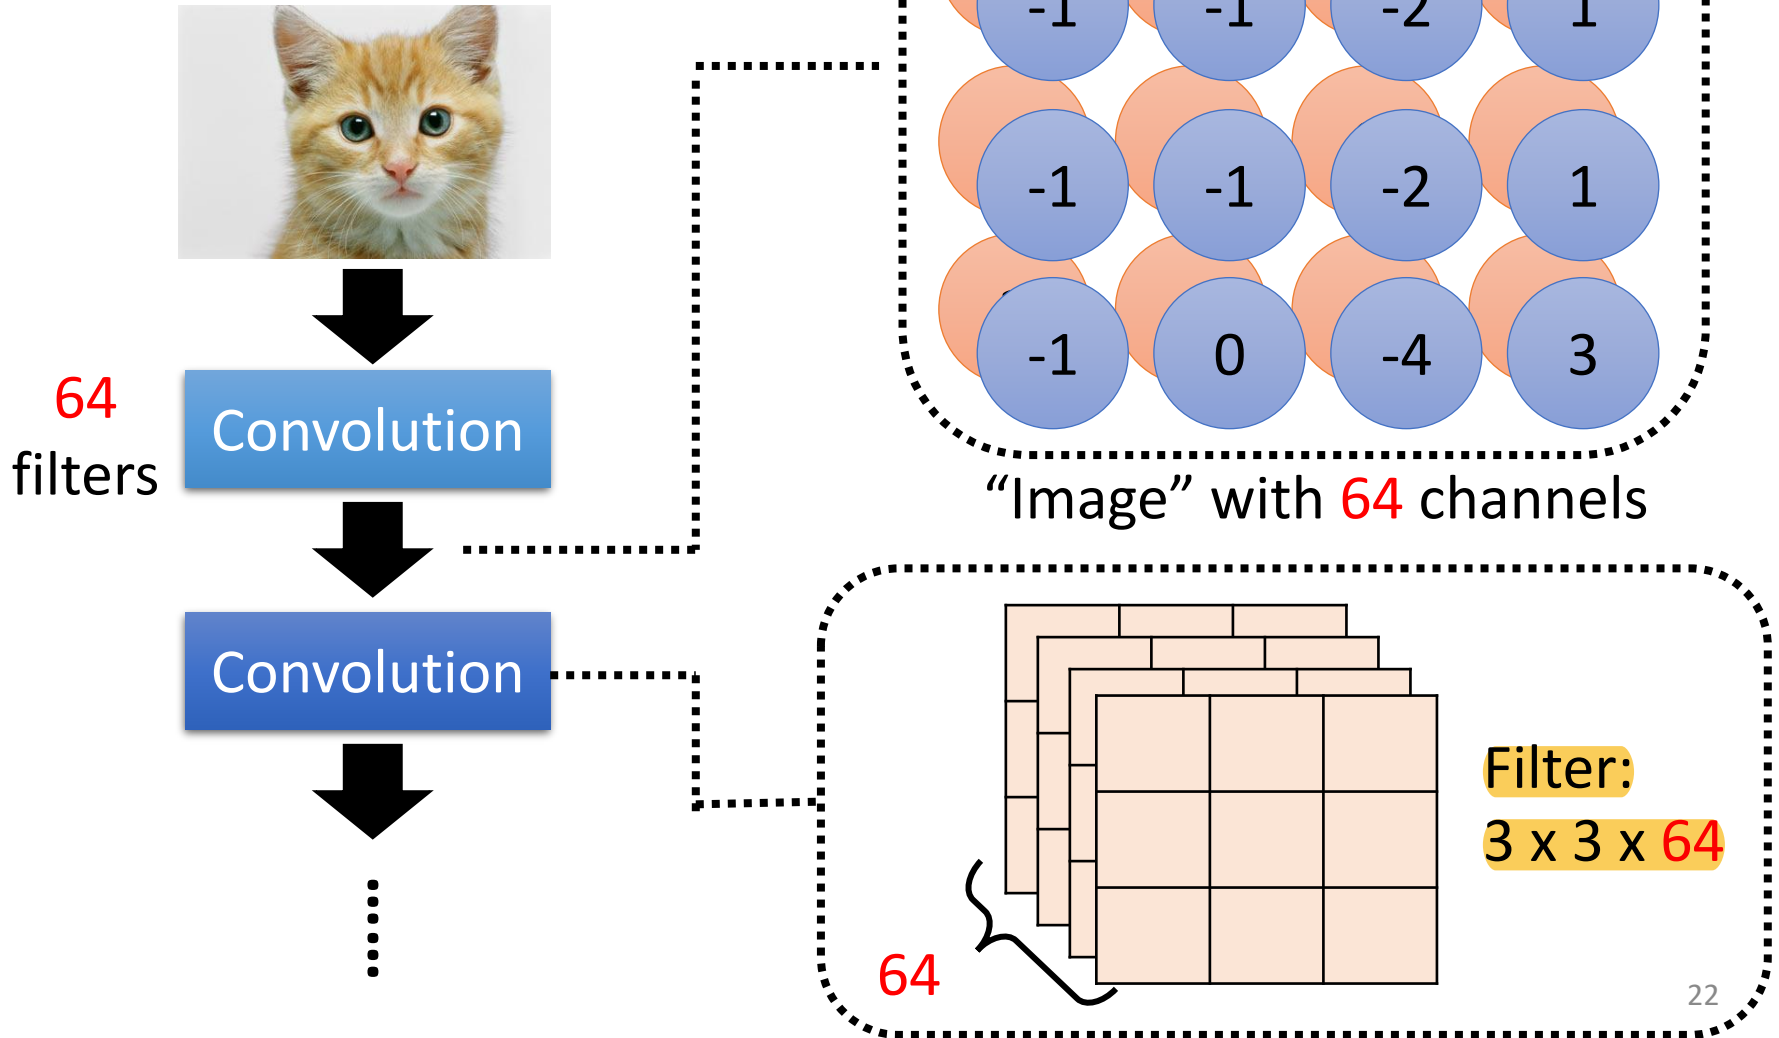 -1 -1 -2 1
-1 -1 -2 1
-1 0 -4 3
“Image” with 64 channels
64
filters
Convolution
Convolution
Filter:
3 x 3 x 64
64
22